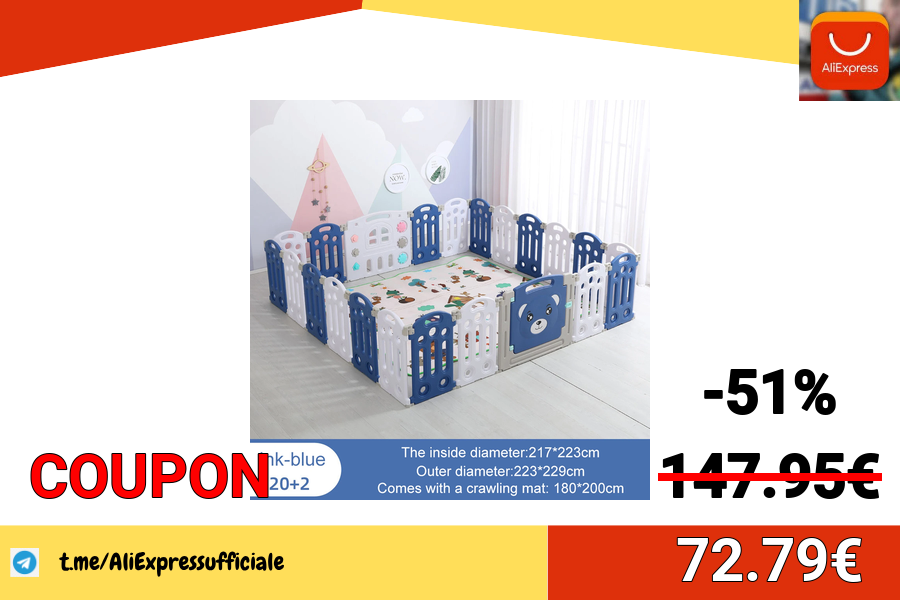 AliExpress
NOVE.
-51%
nk-blue
20+2
The inside diameter:217*223cm
Outer diameter:223*229cm
Comes with a crawling mat: 180*200cm
COUPON
147.95€
t.me/AliExpressufficiale
72.79€